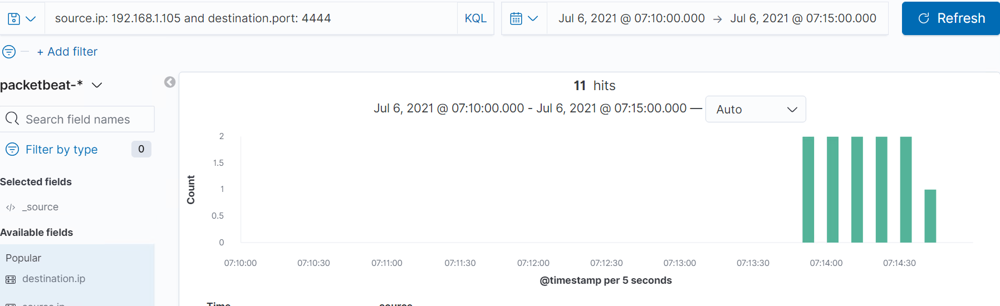 source.ip: 192.168.1.105 and destination.port: 4444
KQL
Jul 6, 2021 @ 07:10:00.000 → Jul 6, 2021 @ 07:15:00.000
Refresh
+ Add filter
packetbeat-*
11 hits
Jul 6, 2021 @ 07:10:00.000 - Jul 6, 2021 @ 07:15:00.000 —
Auto
Search field names
Filter by type
0
Selected fields
</> _source
Available fields
Popular
destination.ip
source.ip
Count
2
1.5
1
0.5
0
07:10:00 07:10:30 07:11:00 07:11:30 07:12:00 07:12:30 07:13:00 07:13:30 07:14:00 07:14:30
@timestamp per 5 seconds
Time _source